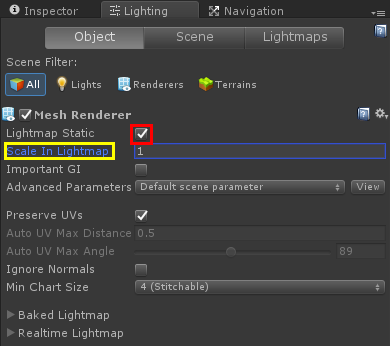 Inspector Lighting Navigation
Object Scene Lightmaps
Scene Filter:
All Lights Renderers Terrains
Mesh Renderer
Lightmap Static
Scale In Lightmap 1
Important GI
Advanced Parameters Default scene parameter View
Preserve UVs
Auto UV Max Distance 0.5
Auto UV Max Angle 89
Ignore Normals
Min Chart Size 4 (Stitchable)
Baked Lightmap
Realtime Lightmap